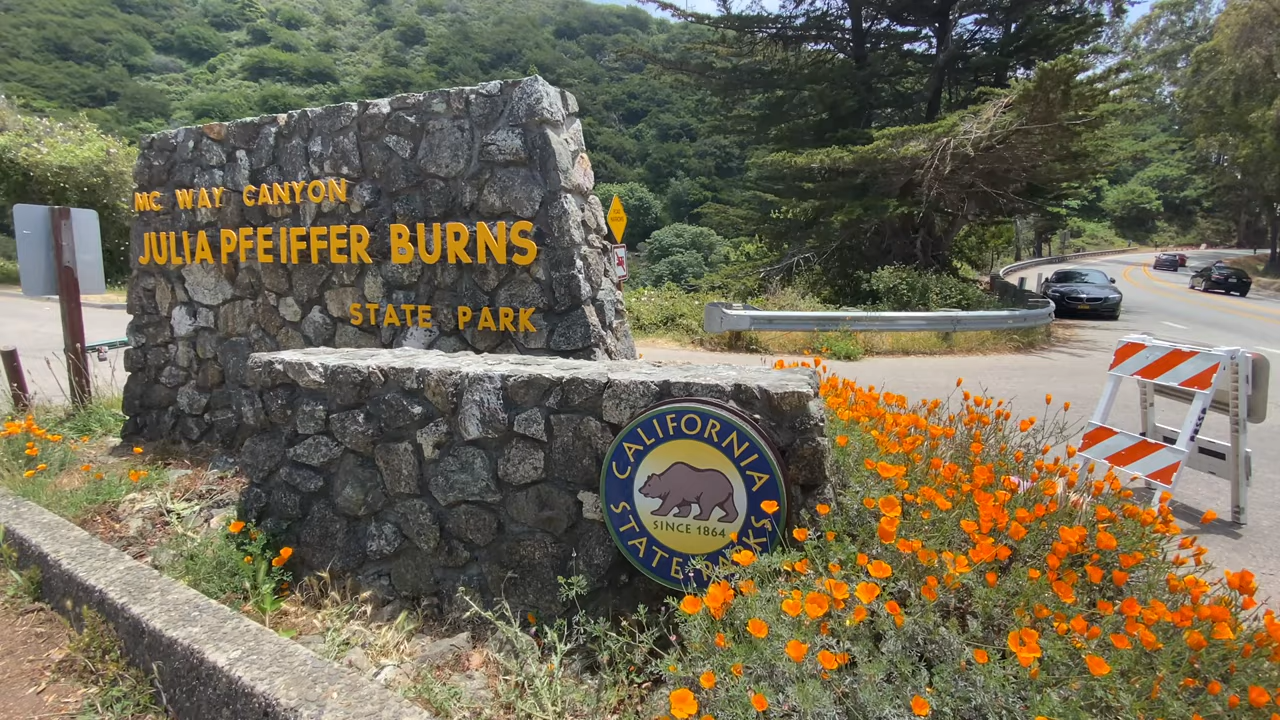 MC WAY CANYON
JULIA PFEIFFER BURNS
STATE PARK
CALIFORNIA
SINCE 1864
STATE PARKS